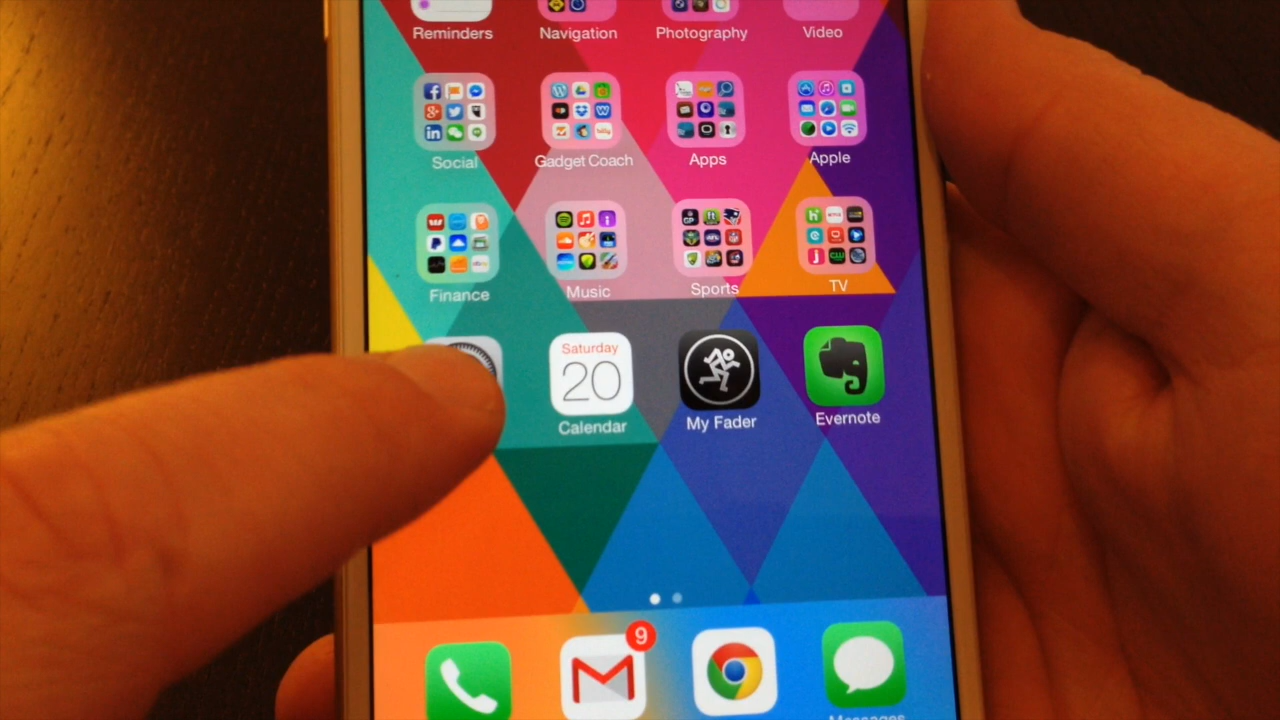 Reminders Navigation Photography Video
Social Gadget Coach Apps Apple
Finance Music Sports TV
Saturday
20
Calendar My Fader Evernote
9
Messages